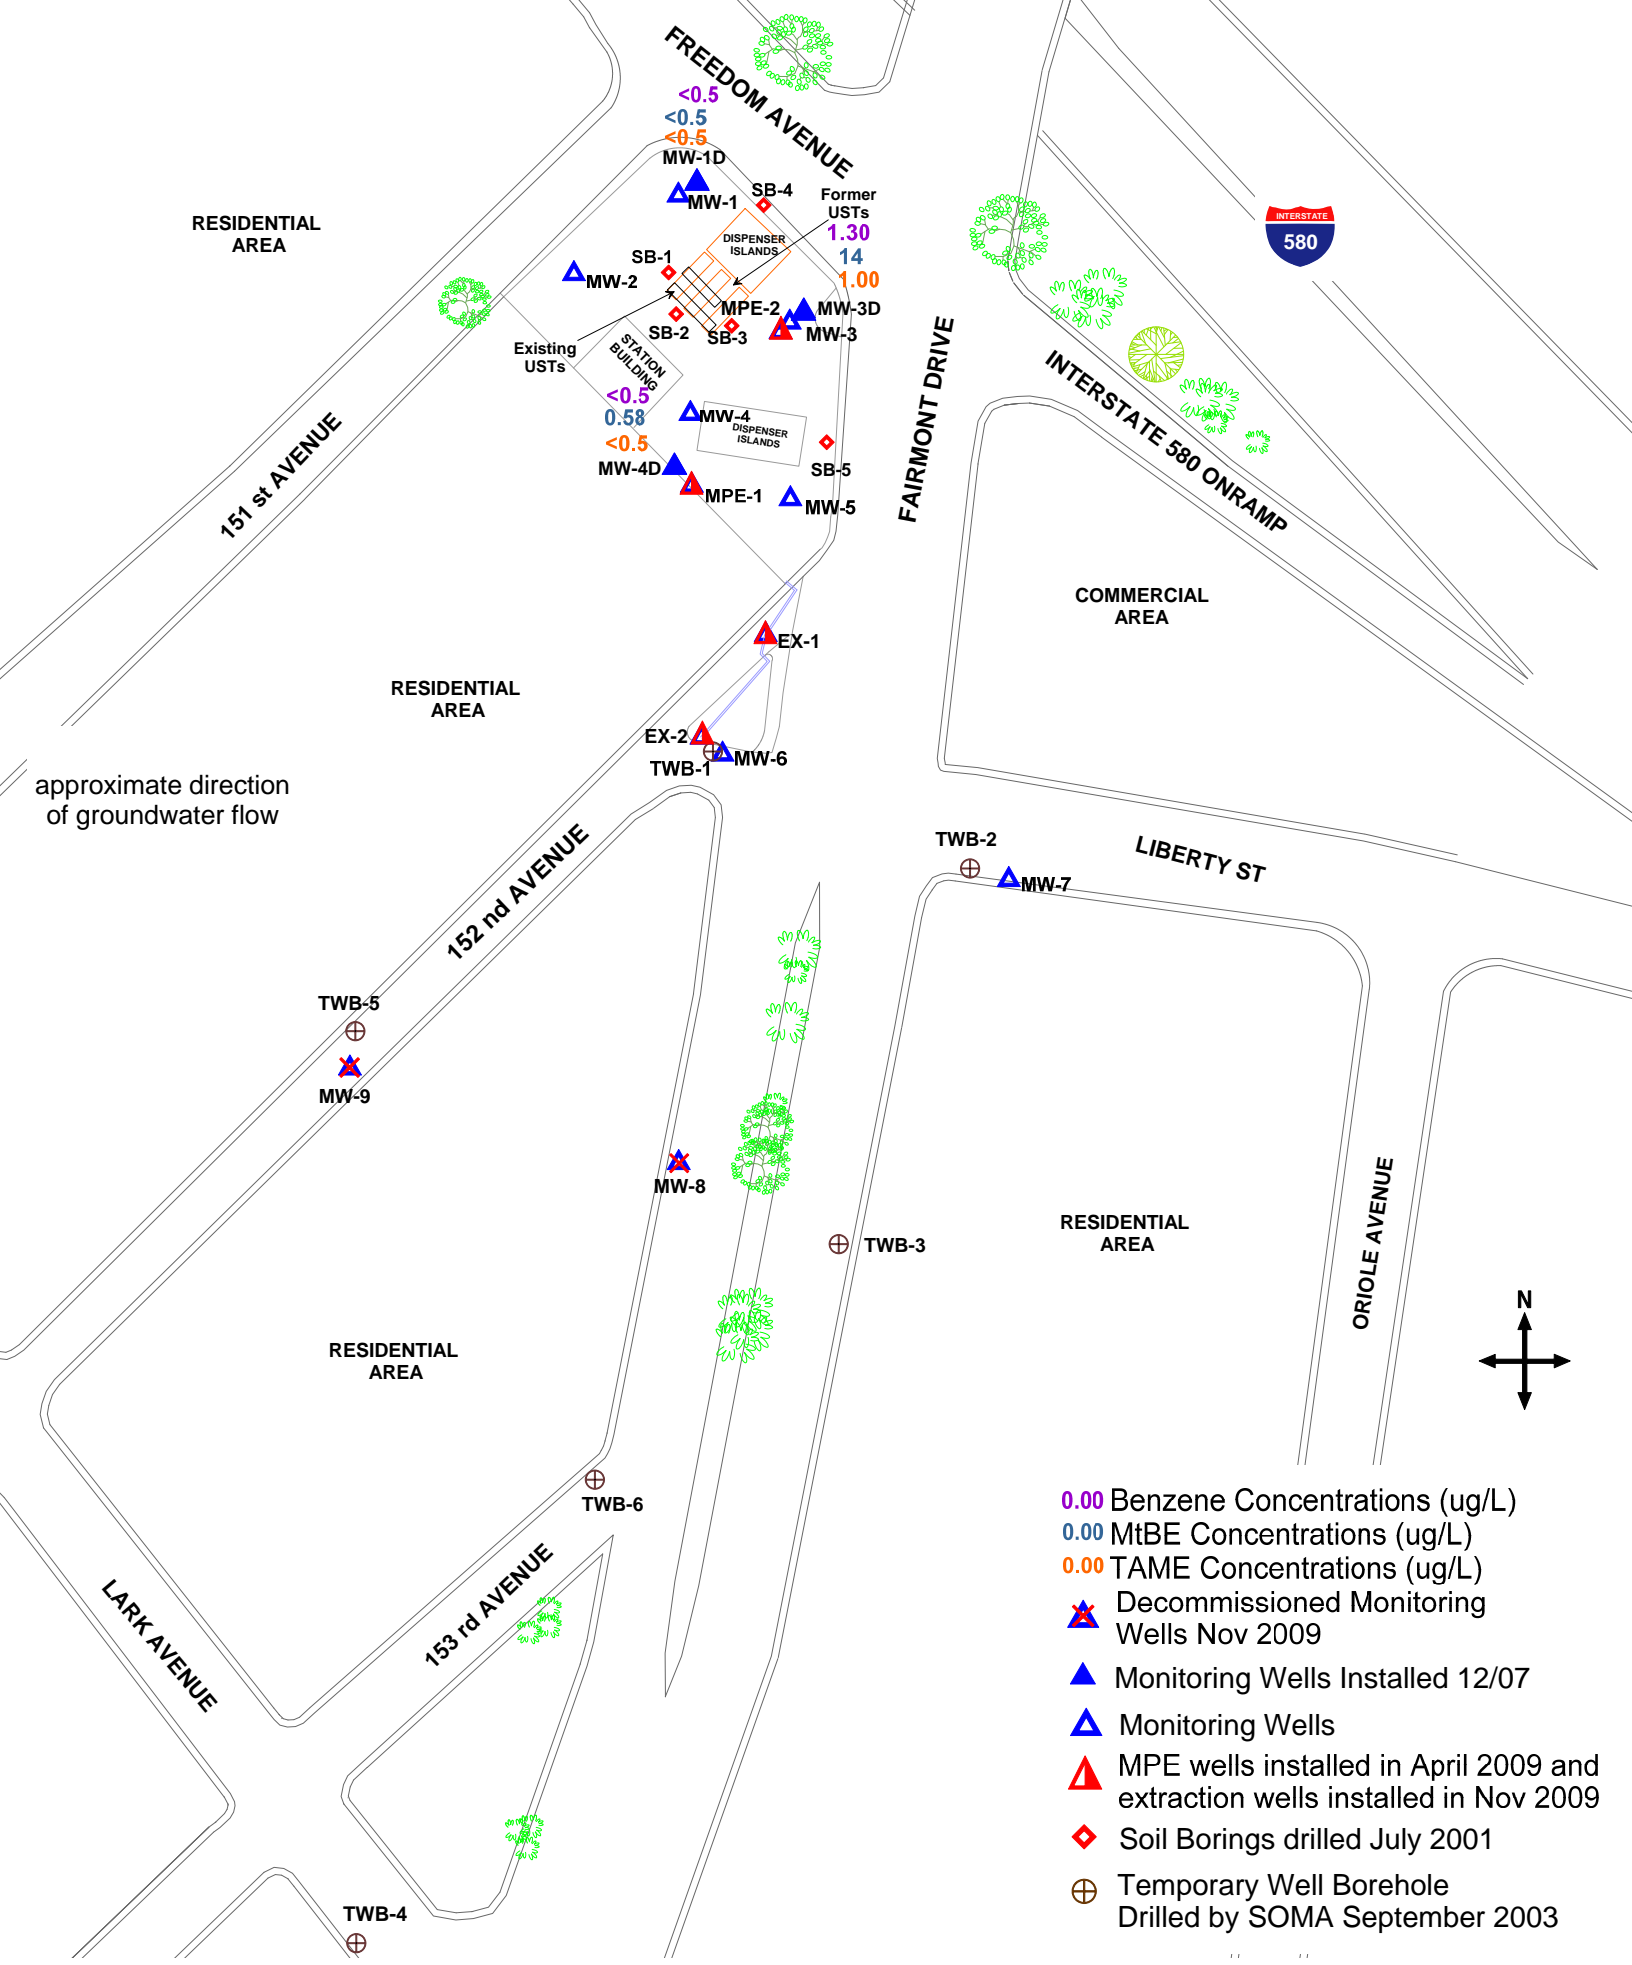 FREEDOM AVENUE
<0.5
<0.5
<0.5
MW-1D
MW-1
SB-4
Former
USTs
1.30
14
1.00
RESIDENTIAL
AREA
INTERSTATE
580
DISPENSER
ISLANDS
SB-1
MW-2
MPE-2
MW-3D
MW-3
SB-2
SB-3
Existing
USTs
STATION
BUILDING
<0.5
0.58
<0.5
MW-4
DISPENSER
ISLANDS
MW-4D
MPE-1
SB-5
MW-5
151 st AVENUE
FAIRMONT DRIVE
INTERSTATE 580 ONRAMP
COMMERCIAL
AREA
EX-1
RESIDENTIAL
AREA
EX-2
TWB-1
MW-6
approximate direction
of groundwater flow
152 nd AVENUE
TWB-2
MW-7
LIBERTY ST
TWB-5
MW-9
MW-8
TWB-3
RESIDENTIAL
AREA
ORIOLE AVENUE
N
RESIDENTIAL
AREA
TWB-6
153 rd AVENUE
LARK AVENUE
TWB-4
0.00 Benzene Concentrations (ug/L)
0.00 MtBE Concentrations (ug/L)
0.00 TAME Concentrations (ug/L)
Decommissioned Monitoring
Wells Nov 2009
Monitoring Wells Installed 12/07
Monitoring Wells
MPE wells installed in April 2009 and
extraction wells installed in Nov 2009
Soil Borings drilled July 2001
Temporary Well Borehole
Drilled by SOMA September 2003